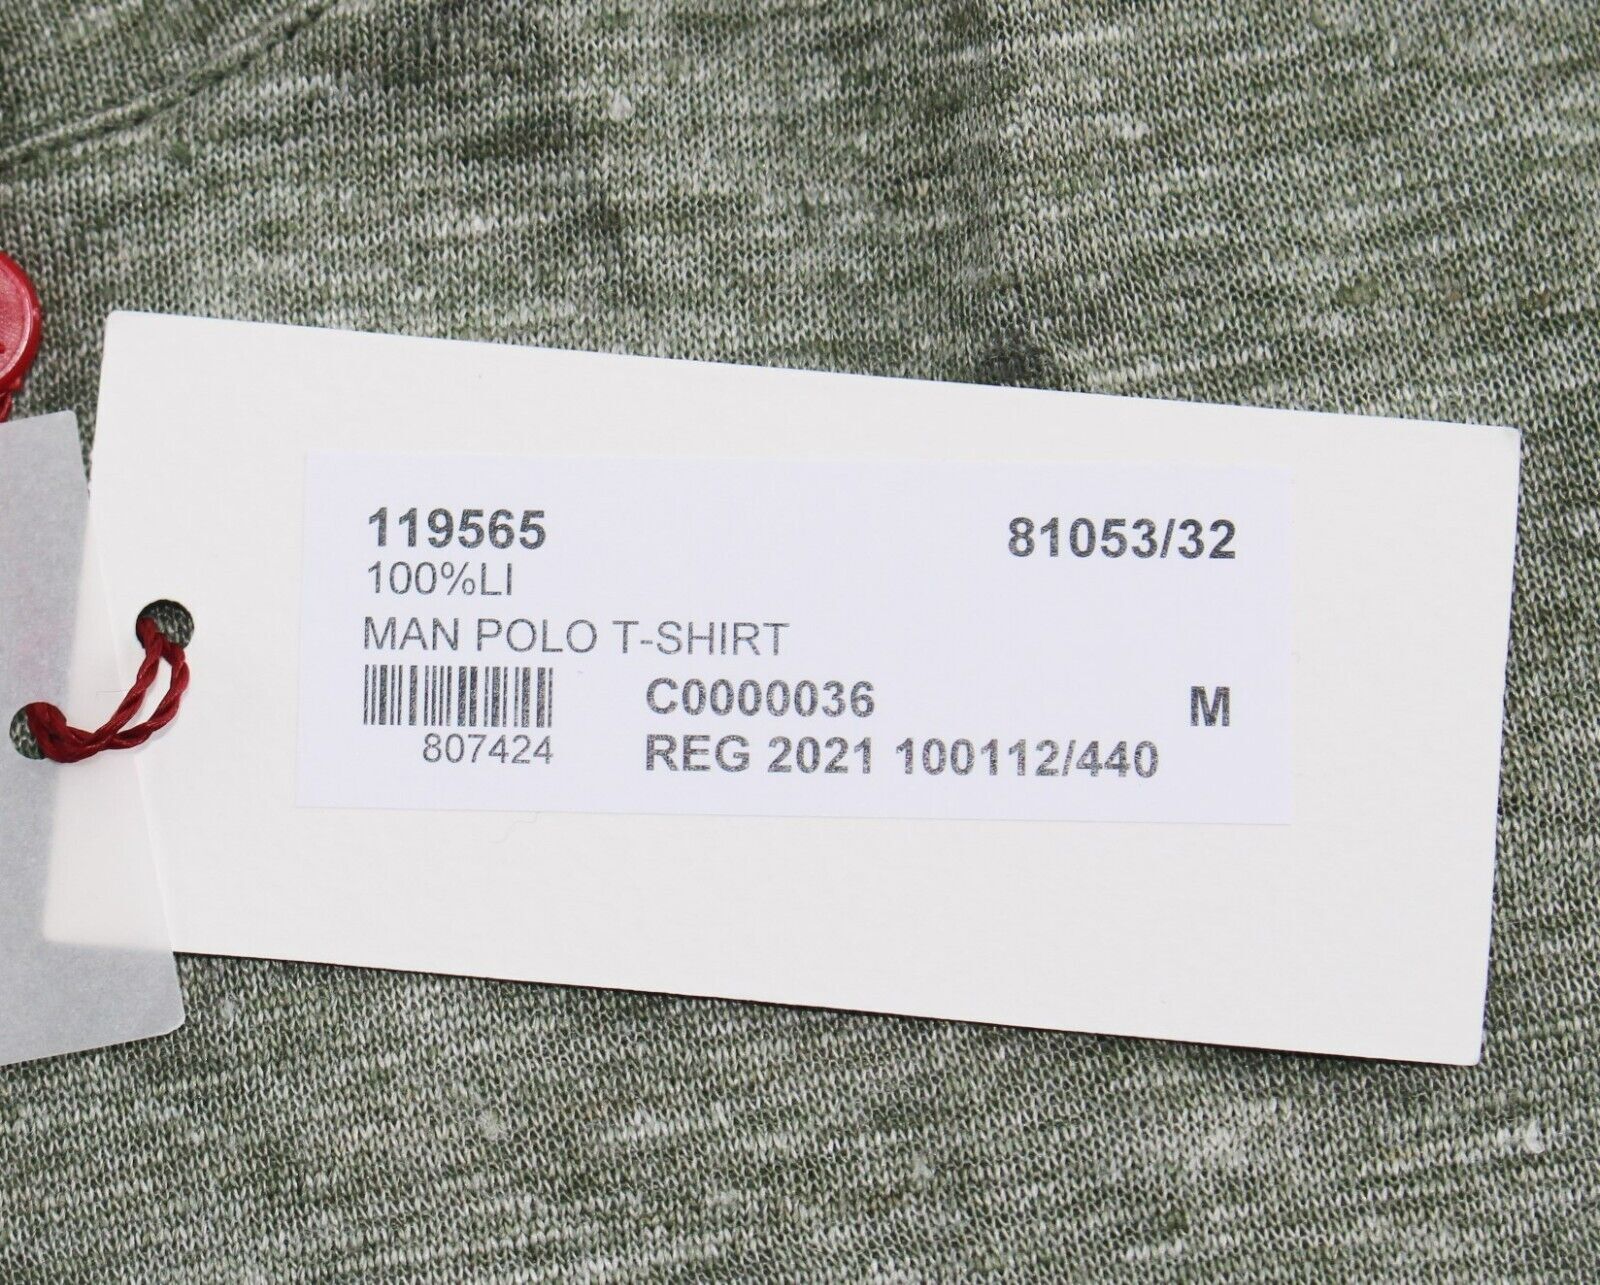 119565 81053/32
100%LI
MAN POLO T-SHIRT
C0000036 M
807424 REG 2021 100112/440